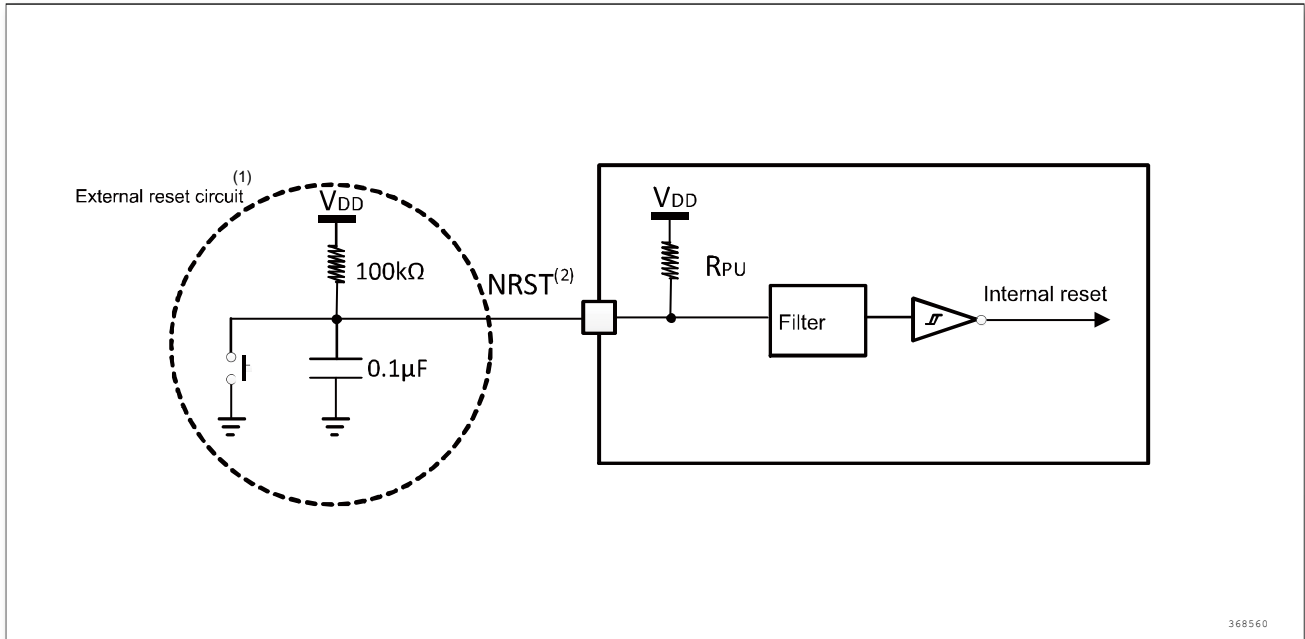 External reset circuit(1)
VDD
100kΩ
0.1µF
NRST(2)
VDD
RPU
Filter
Internal reset
368560